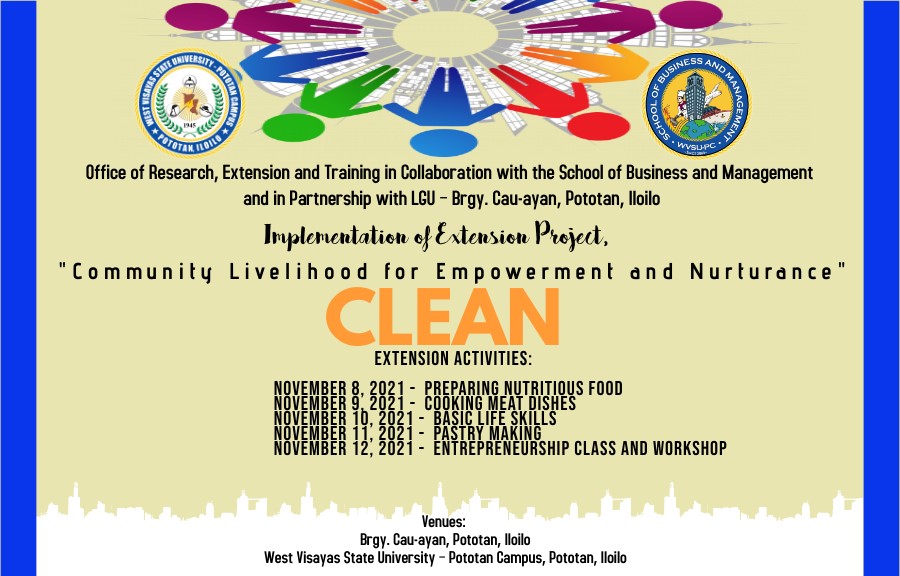 WEST VISAYAS STATE UNIVERSITY - POTOTAN CAMPUS
1945
POTOTAN, ILOILO
SCHOOL OF BUSINESS AND MANAGEMENT
WVSU-PC
Office of Research, Extension and Training in Collaboration with the School of Business and Management
and in Partnership with LGU – Brgy. Cau-ayan, Pototan, Iloilo
Implementation of Extension Project,
"Community Livelihood for Empowerment and Nurturance"
CLEAN
EXTENSION ACTIVITIES:
NOVEMBER 8, 2021 - PREPARING NUTRITIOUS FOOD
NOVEMBER 9, 2021 - COOKING MEAT DISHES
NOVEMBER 10, 2021 - BASIC LIFE SKILLS
NOVEMBER 11, 2021 - PASTRY MAKING
NOVEMBER 12, 2021 - ENTREPRENEURSHIP CLASS AND WORKSHOP
Venues:
Brgy. Cau-ayan, Pototan, Iloilo
West Visayas State University – Pototan Campus, Pototan, Iloilo